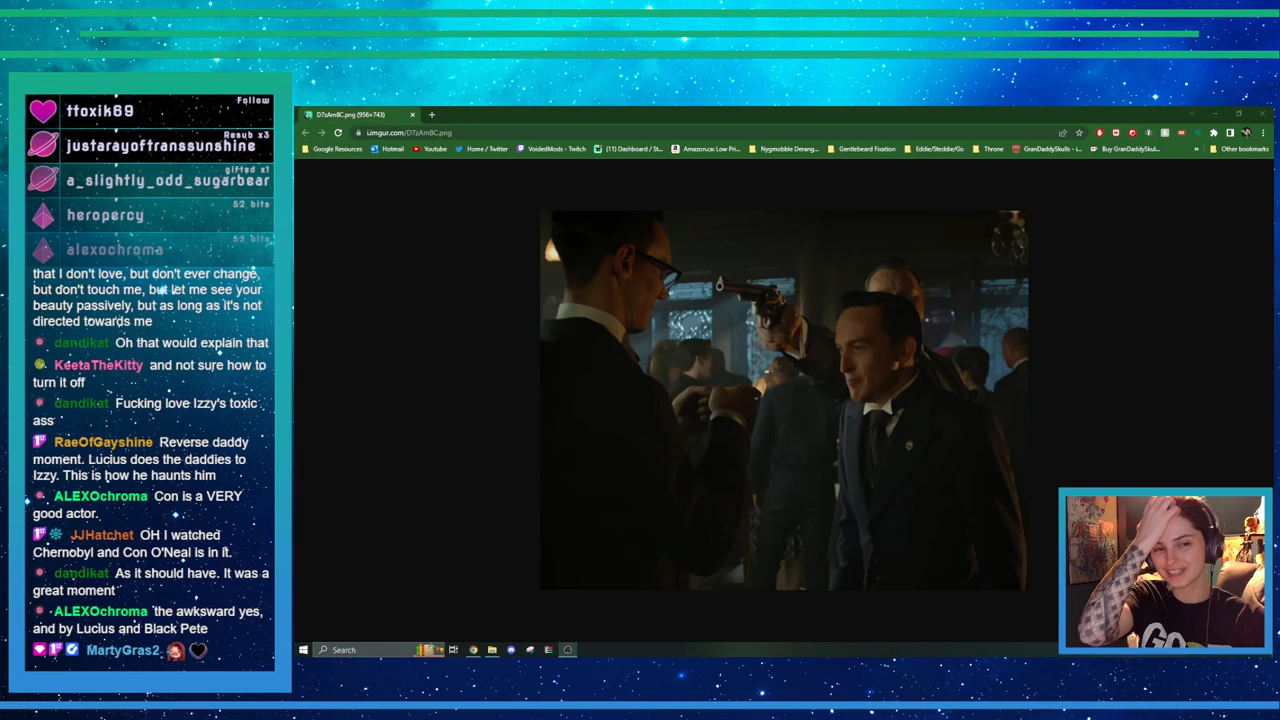 Follow
ttoxik69
Resub x3
justarayoftranssunshine
gifted x1
a_slightly_odd_sugarbear
52 bits
heropercy
52 bits
alexochroma
that I don't love, but don't ever change,
but don't touch me, but let me see your
beauty passively, but as long as it's not
directed towards me
dandikat Oh that would explain that
KeetaTheKitty and not sure how to
turn it off
dandikat Fucking love Izzy's toxic
ass
RaeOfGayshine Reverse daddy
moment. Lucius does the daddies to
Izzy. This is how he haunts him
ALEXOchroma Con is a VERY
good actor.
JJHatchet OH I watched
Chernobyl and Con O'Neal is in it.
dandikat As it should have. It was a
great moment
ALEXOchroma the awksward yes,
and by Lucius and Black Pete
MartyGras2
D7zAm8C.png (956×743)
i.imgur.com/D7zAm8C.png
Google Resources Hotmail Youtube Home / Twitter VoidedMods - Twitch (11) Dashboard / St... Amazon.ca: Low Pri... Nygmobble Derang... Gentlebeard Fixation Eddie/Steddie/Go Throne GranDaddySkulls - i... Buy GranDaddySkul... » Other bookmarks
Search
GO